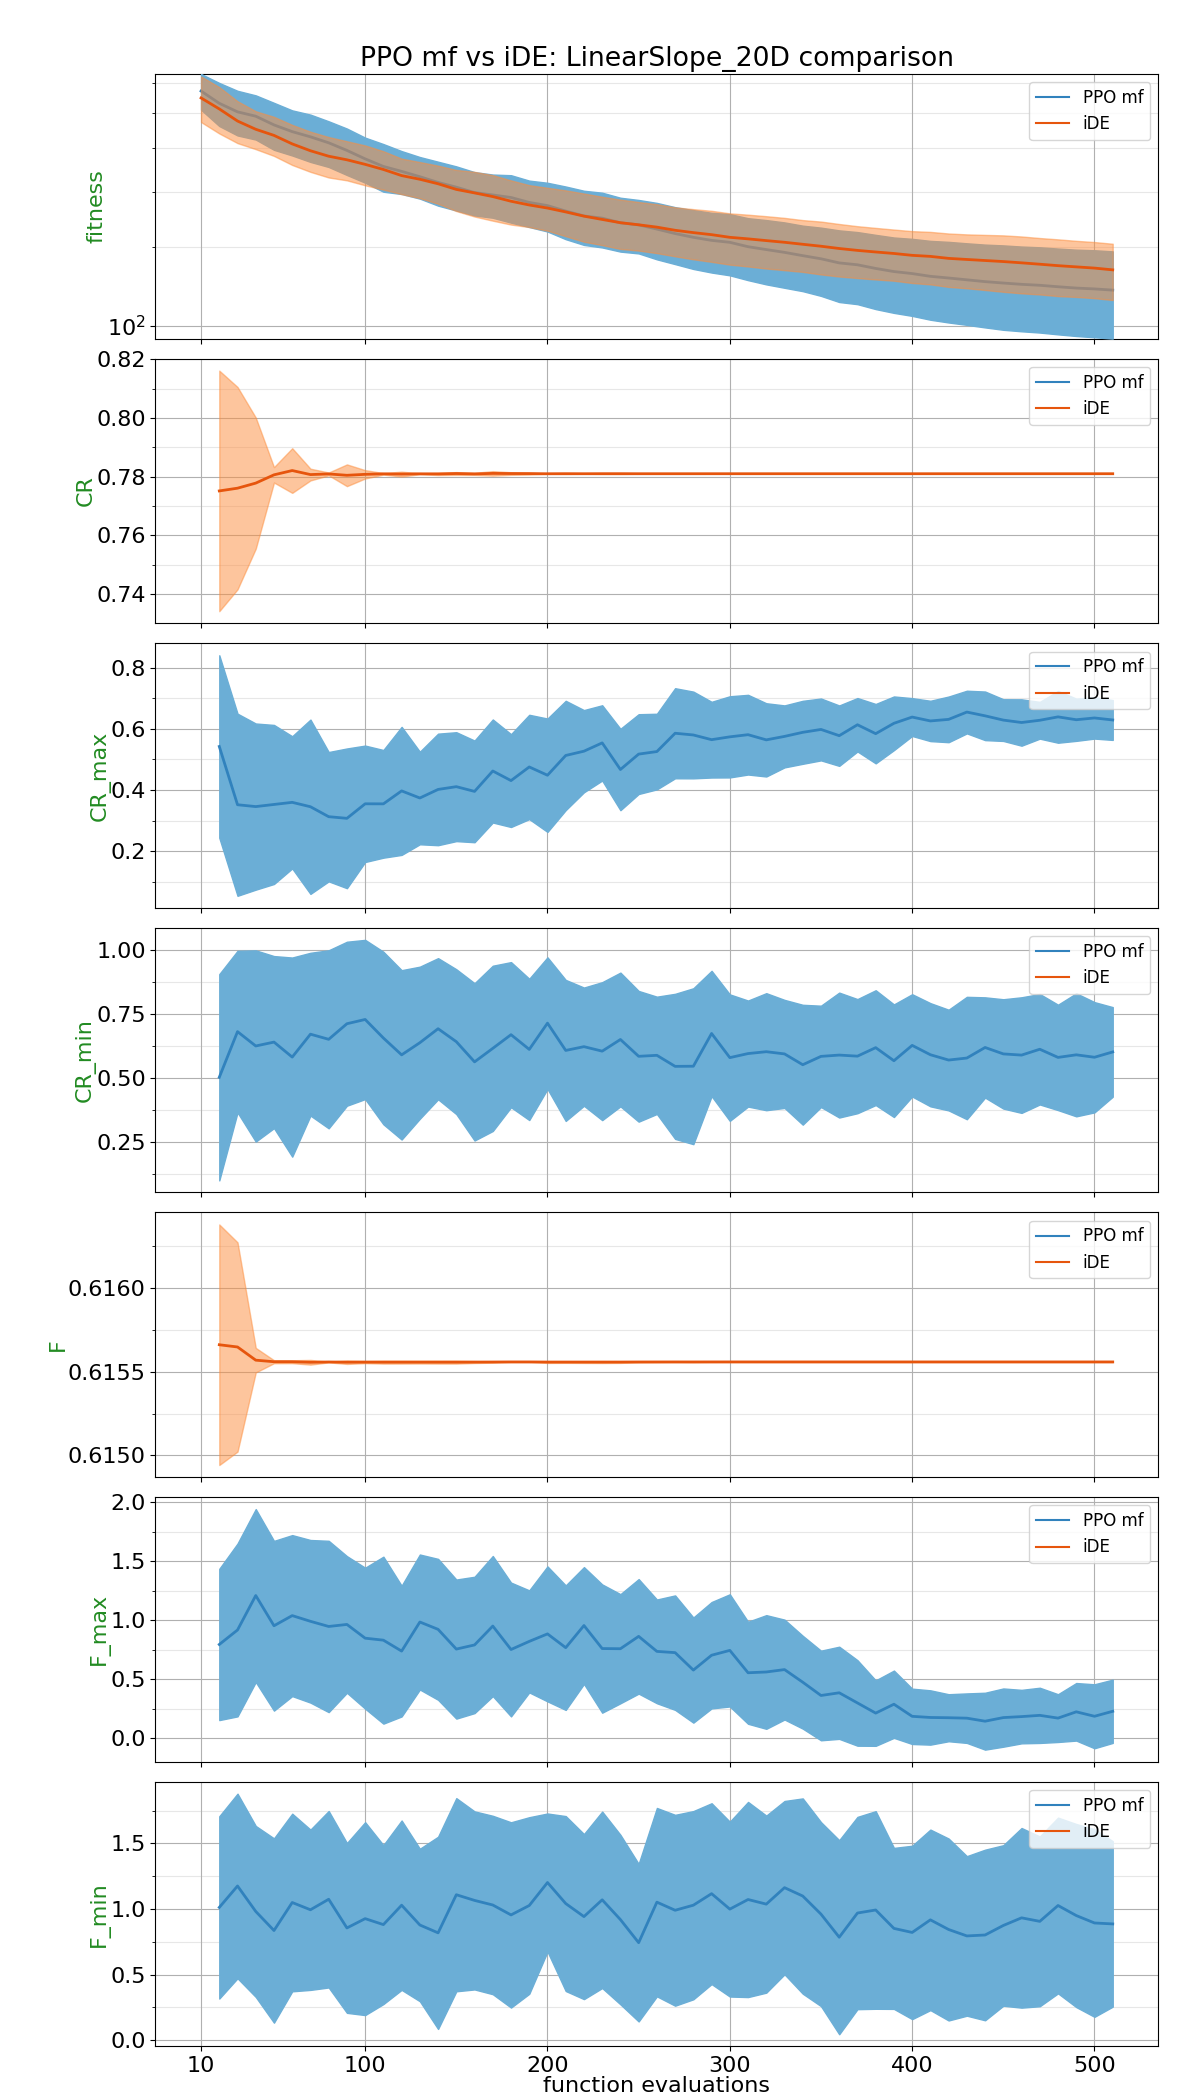 PPO mf vs iDE: LinearSlope_20D comparison
fitness
10²
PPO mf
iDE
CR
0.82
0.80
0.78
0.76
0.74
PPO mf
iDE
CR_max
0.8
0.6
0.4
0.2
PPO mf
iDE
CR_min
1.00
0.75
0.50
0.25
PPO mf
iDE
F
0.6160
0.6155
0.6150
PPO mf
iDE
F_max
2.0
1.5
1.0
0.5
0.0
PPO mf
iDE
F_min
1.5
1.0
0.5
0.0
PPO mf
iDE
10 100 200 300 400 500
function evaluations